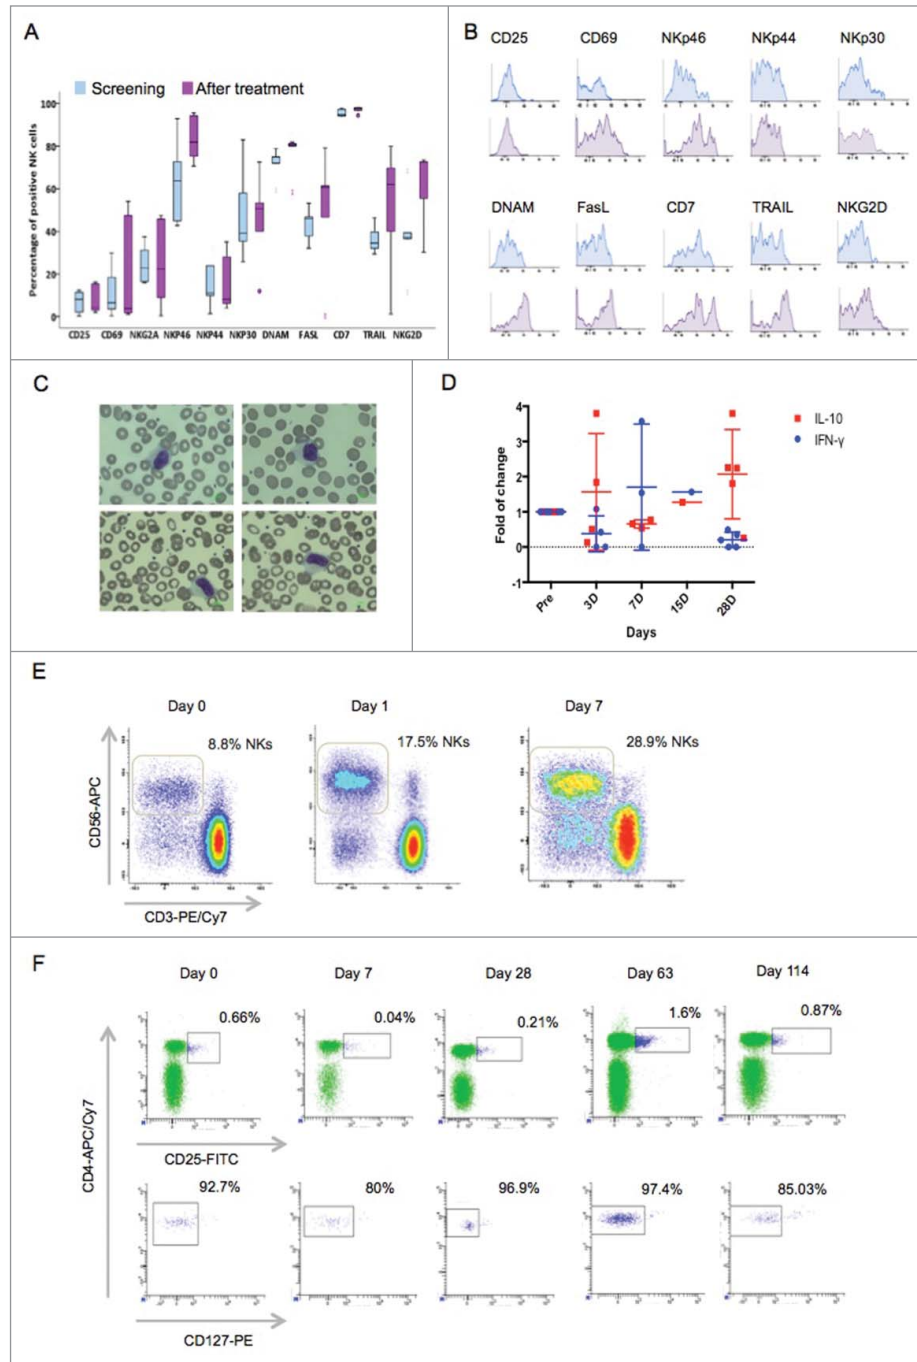 A
Screening After treatment
Percentage of positive NK cells
100
80
60
40
20
0
CD25 CD69 NKG2A NKP46 NKP44 NKP30 DNAM FASL CD7 TRAIL NKG2D
B
CD25 CD69 NKp46 NKp44 NKp30
DNAM FasL CD7 TRAIL NKG2D
C
D
Fold of change
4
3
2
1
0
-1
Pre 3D 7D 15D 28D
Days
IL-10
IFN-γ
E
Day 0 Day 1 Day 7
8.8% NKs 17.5% NKs 28.9% NKs
CD56-APC
CD3-PE/Cy7
F
Day 0 Day 7 Day 28 Day 63 Day 114
0.66% 0.04% 0.21% 1.6% 0.87%
CD4-APC/Cy7
CD25-FITC
92.7% 80% 96.9% 97.4% 85.03%
CD127-PE